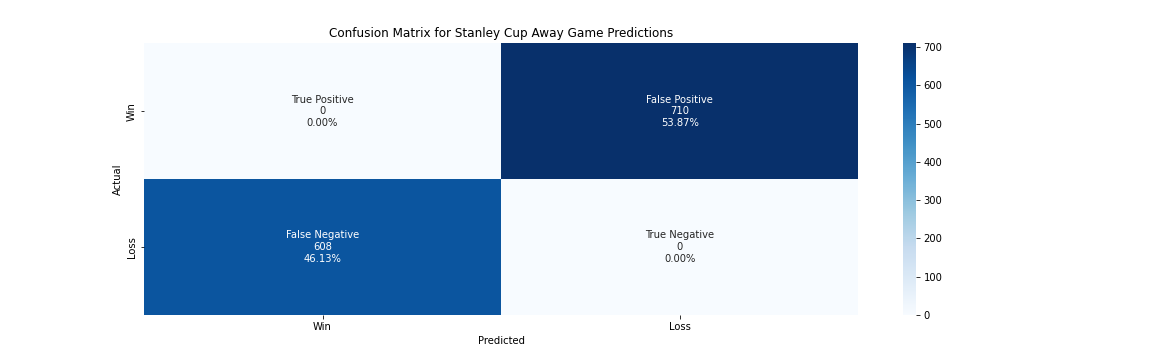 Confusion Matrix for Stanley Cup Away Game Predictions
True Positive
0
0.00%
False Positive
710
53.87%
False Negative
608
46.13%
True Negative
0
0.00%
Win
Loss
Actual
Win
Loss
Predicted
700
600
500
400
300
200
100
0